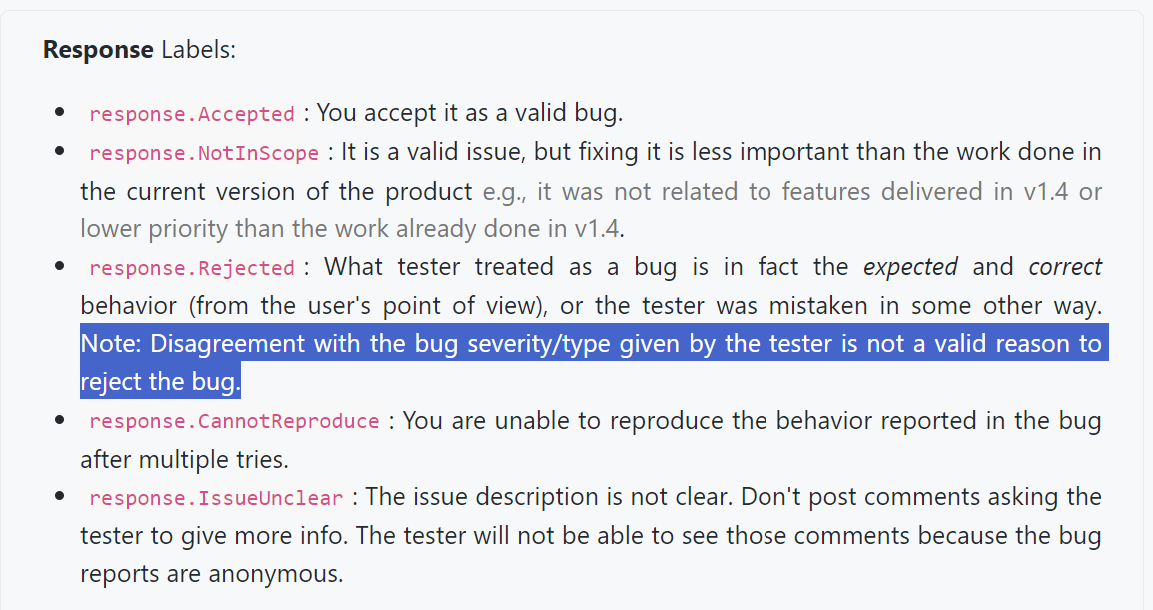 Response Labels:
• response.Accepted : You accept it as a valid bug.
• response.NotInScope : It is a valid issue, but fixing it is less important than the work done in
the current version of the product e.g., it was not related to features delivered in v1.4 or
lower priority than the work already done in v1.4.
• response.Rejected : What tester treated as a bug is in fact the expected and correct
behavior (from the user's point of view), or the tester was mistaken in some other way.
Note: Disagreement with the bug severity/type given by the tester is not a valid reason to
reject the bug.
• response.CannotReproduce : You are unable to reproduce the behavior reported in the bug
after multiple tries.
• response.IssueUnclear : The issue description is not clear. Don't post comments asking the
tester to give more info. The tester will not be able to see those comments because the bug
reports are anonymous.